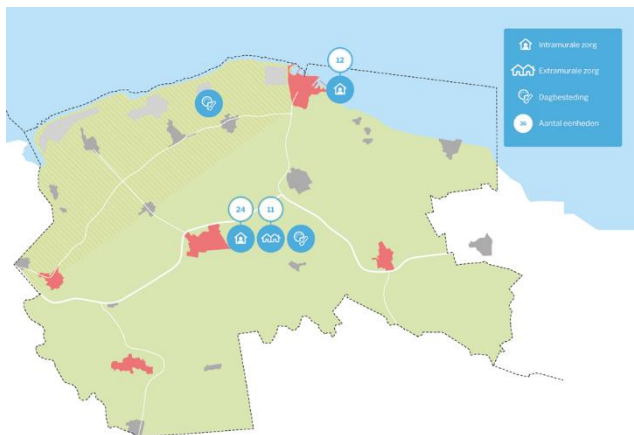 12
Intramurale zorg
Extramurale zorg
Dagbesteding
36 Aantal eenheden
24
11